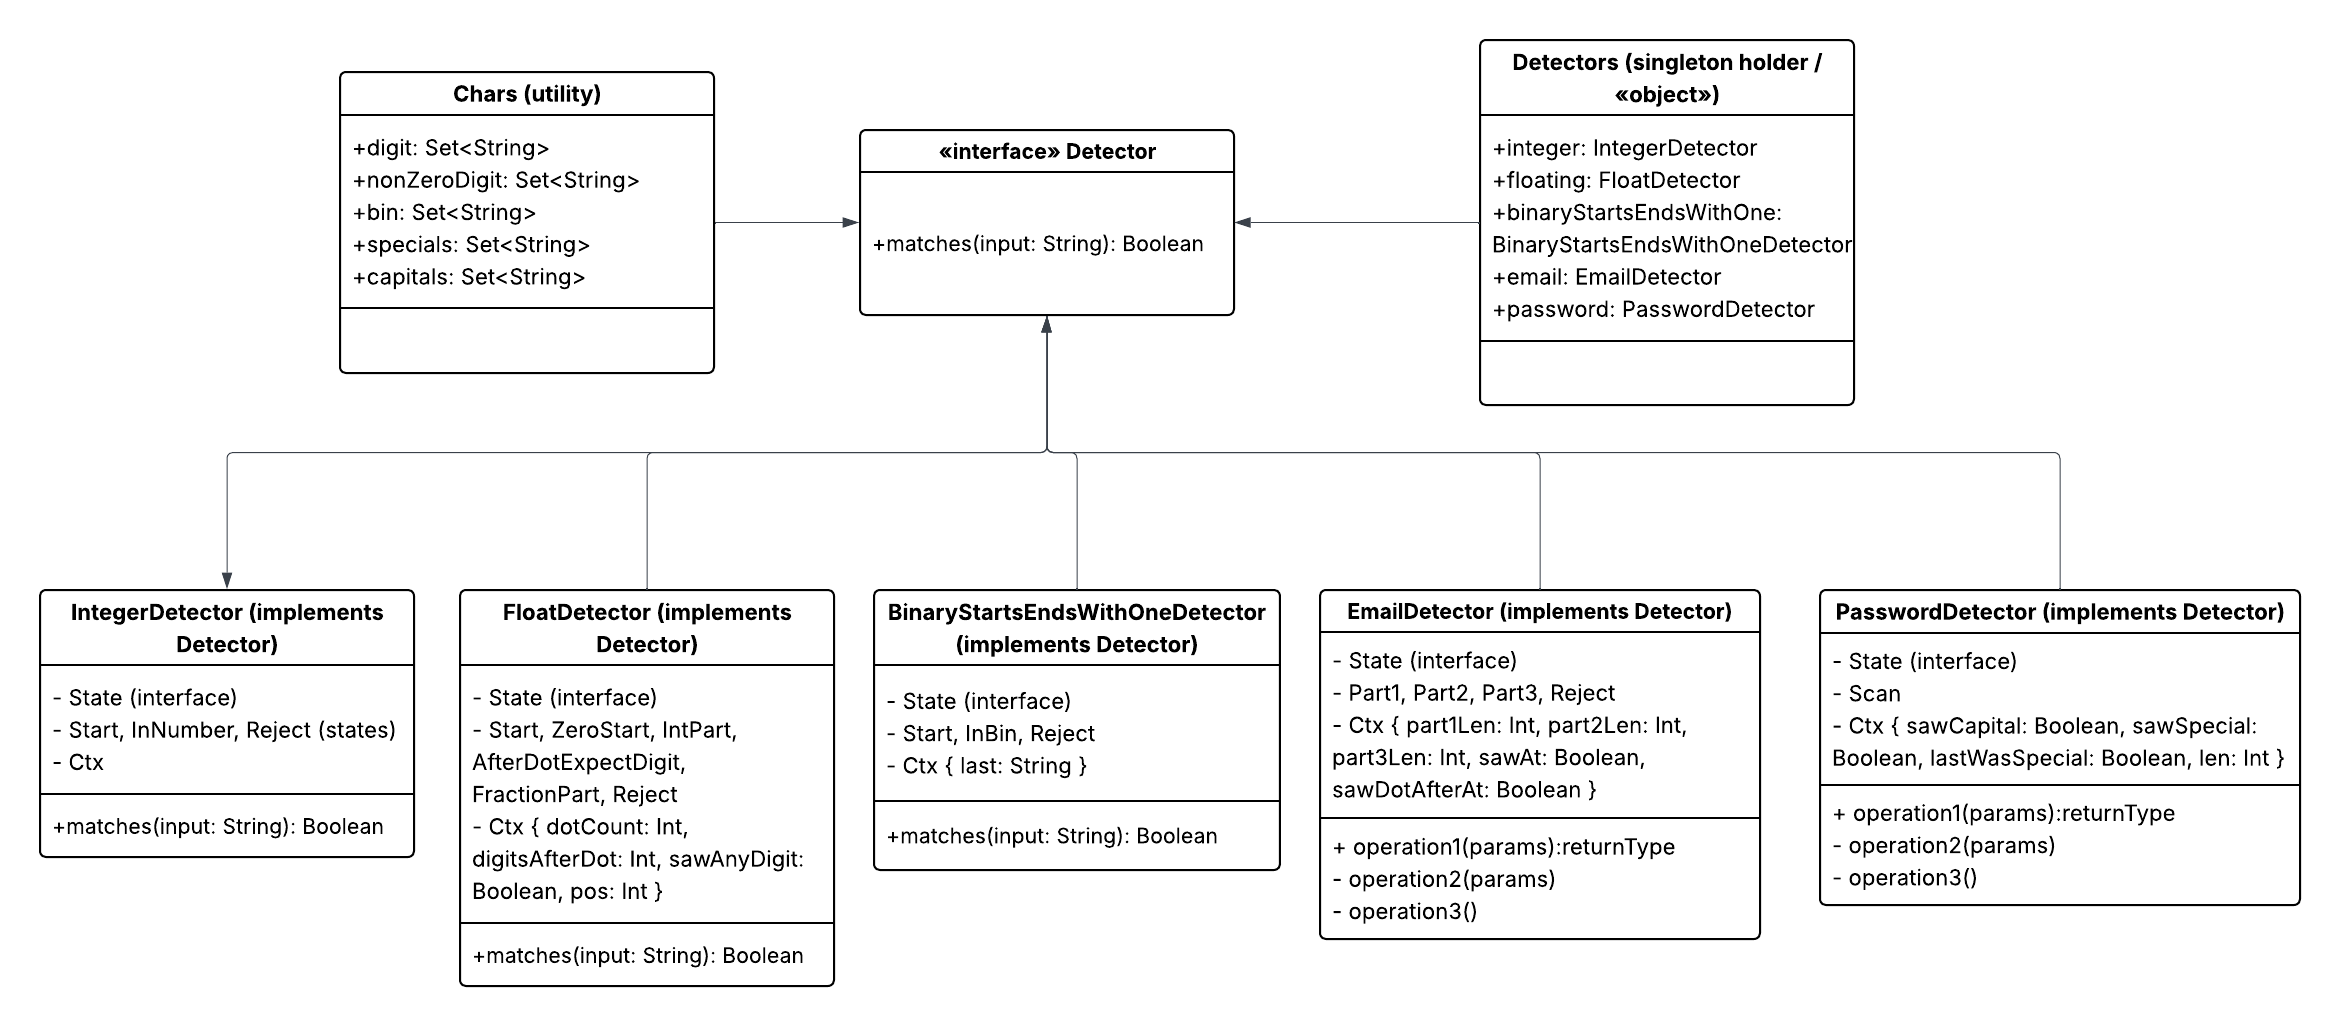 Chars (utility)
+digit: Set<String>
+nonZeroDigit: Set<String>
+bin: Set<String>
+specials: Set<String>
+capitals: Set<String>
«interface» Detector
+matches(input: String): Boolean
Detectors (singleton holder /
«object»)
+integer: IntegerDetector
+floating: FloatDetector
+binaryStartsEndsWithOne:
BinaryStartsEndsWithOneDetector
+email: EmailDetector
+password: PasswordDetector
IntegerDetector (implements
Detector)
- State (interface)
- Start, InNumber, Reject (states)
- Ctx
+matches(input: String): Boolean
FloatDetector (implements
Detector)
- State (interface)
- Start, ZeroStart, IntPart,
AfterDotExpectDigit,
FractionPart, Reject
- Ctx { dotCount: Int,
digitsAfterDot: Int, sawAnyDigit:
Boolean, pos: Int }
+matches(input: String): Boolean
BinaryStartsEndsWithOneDetector
(implements Detector)
- State (interface)
- Start, InBin, Reject
- Ctx { last: String }
+matches(input: String): Boolean
EmailDetector (implements Detector)
- State (interface)
- Part1, Part2, Part3, Reject
- Ctx { part1Len: Int, part2Len: Int,
part3Len: Int, sawAt: Boolean,
sawDotAfterAt: Boolean }
+ operation1(params):returnType
- operation2(params)
- operation3()
PasswordDetector (implements Detector)
- State (interface)
- Scan
- Ctx { sawCapital: Boolean, sawSpecial:
Boolean, lastWasSpecial: Boolean, len: Int }
+ operation1(params):returnType
- operation2(params)
- operation3()